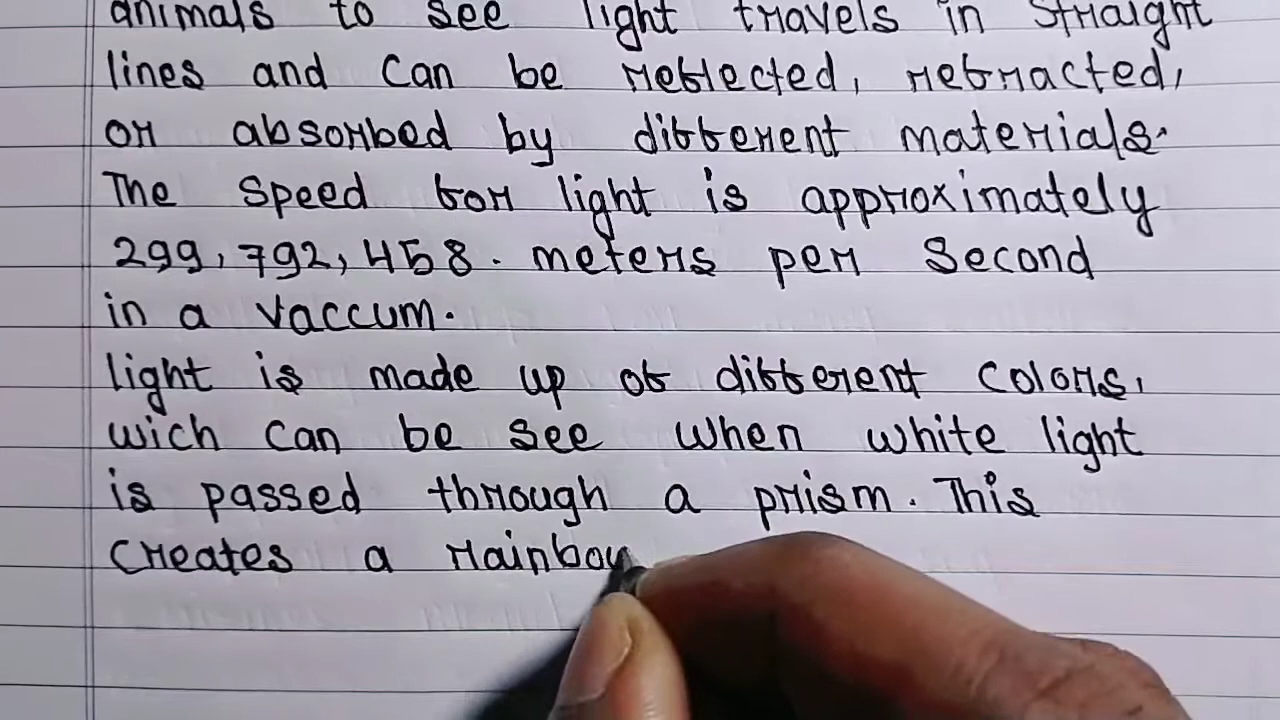 animals to see light travels in straight
lines and can be reflected, refracted,
or absorbed by different materials.
The speed for light is approximately
299,792,458. meters per second
in a vaccum.
light is made up of different colors,
wich can be see when white light
is passed through a prism. This
creates a rainbow